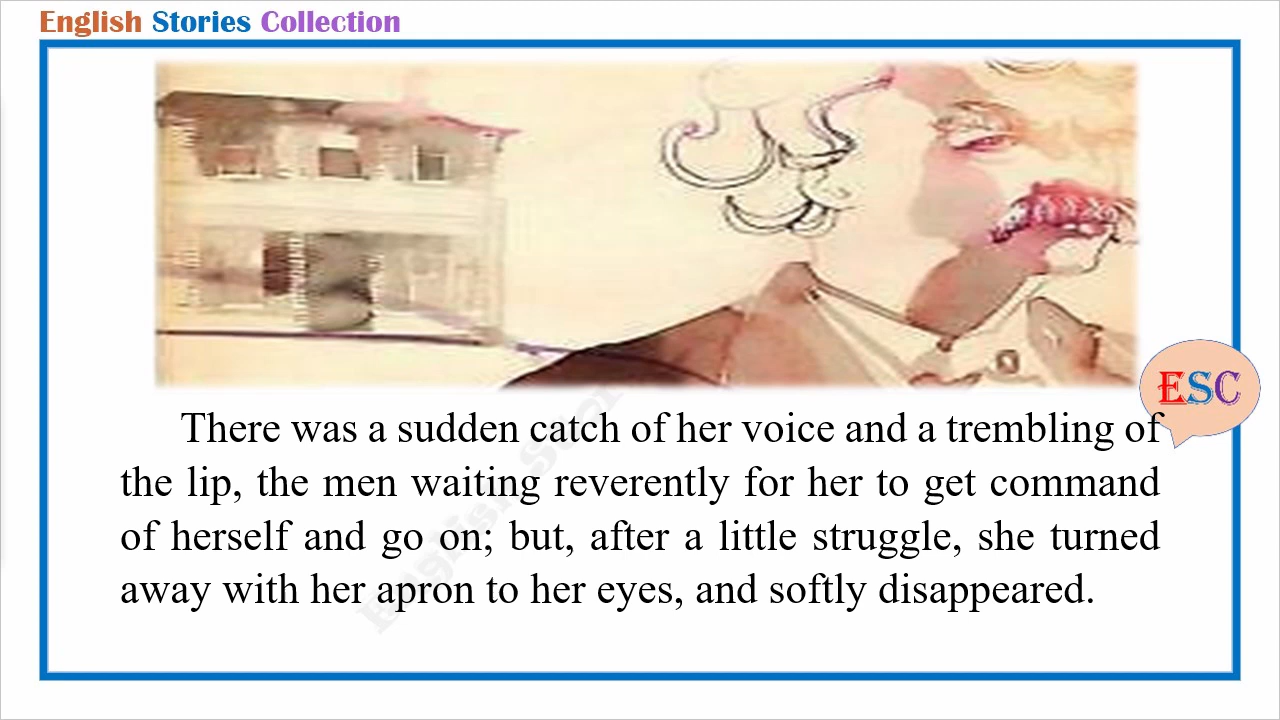 English Stories Collection
ESC
There was a sudden catch of her voice and a trembling of
the lip, the men waiting reverently for her to get command
of herself and go on; but, after a little struggle, she turned
away with her apron to her eyes, and softly disappeared.